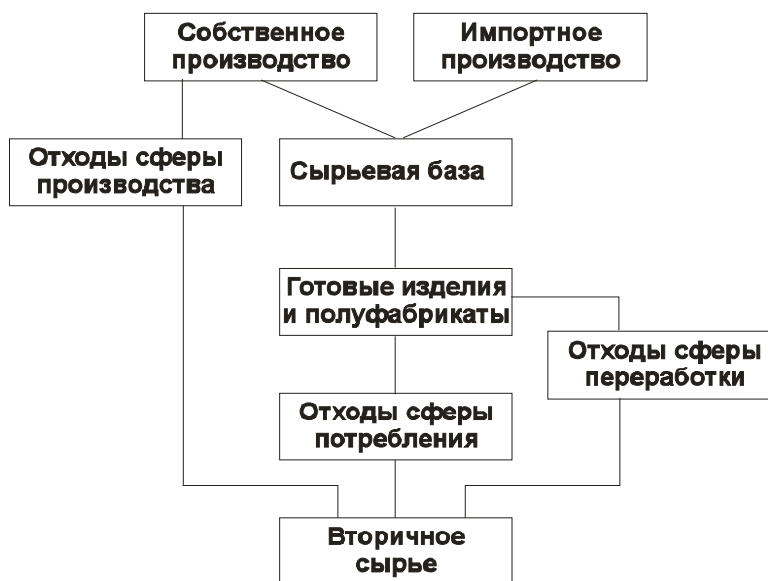 Собственное
производство
Импортное
производство
Отходы сферы
производства
Сырьевая база
Готовые изделия
и полуфабрикаты
Отходы сферы
переработки
Отходы сферы
потребления
Вторичное
сырье